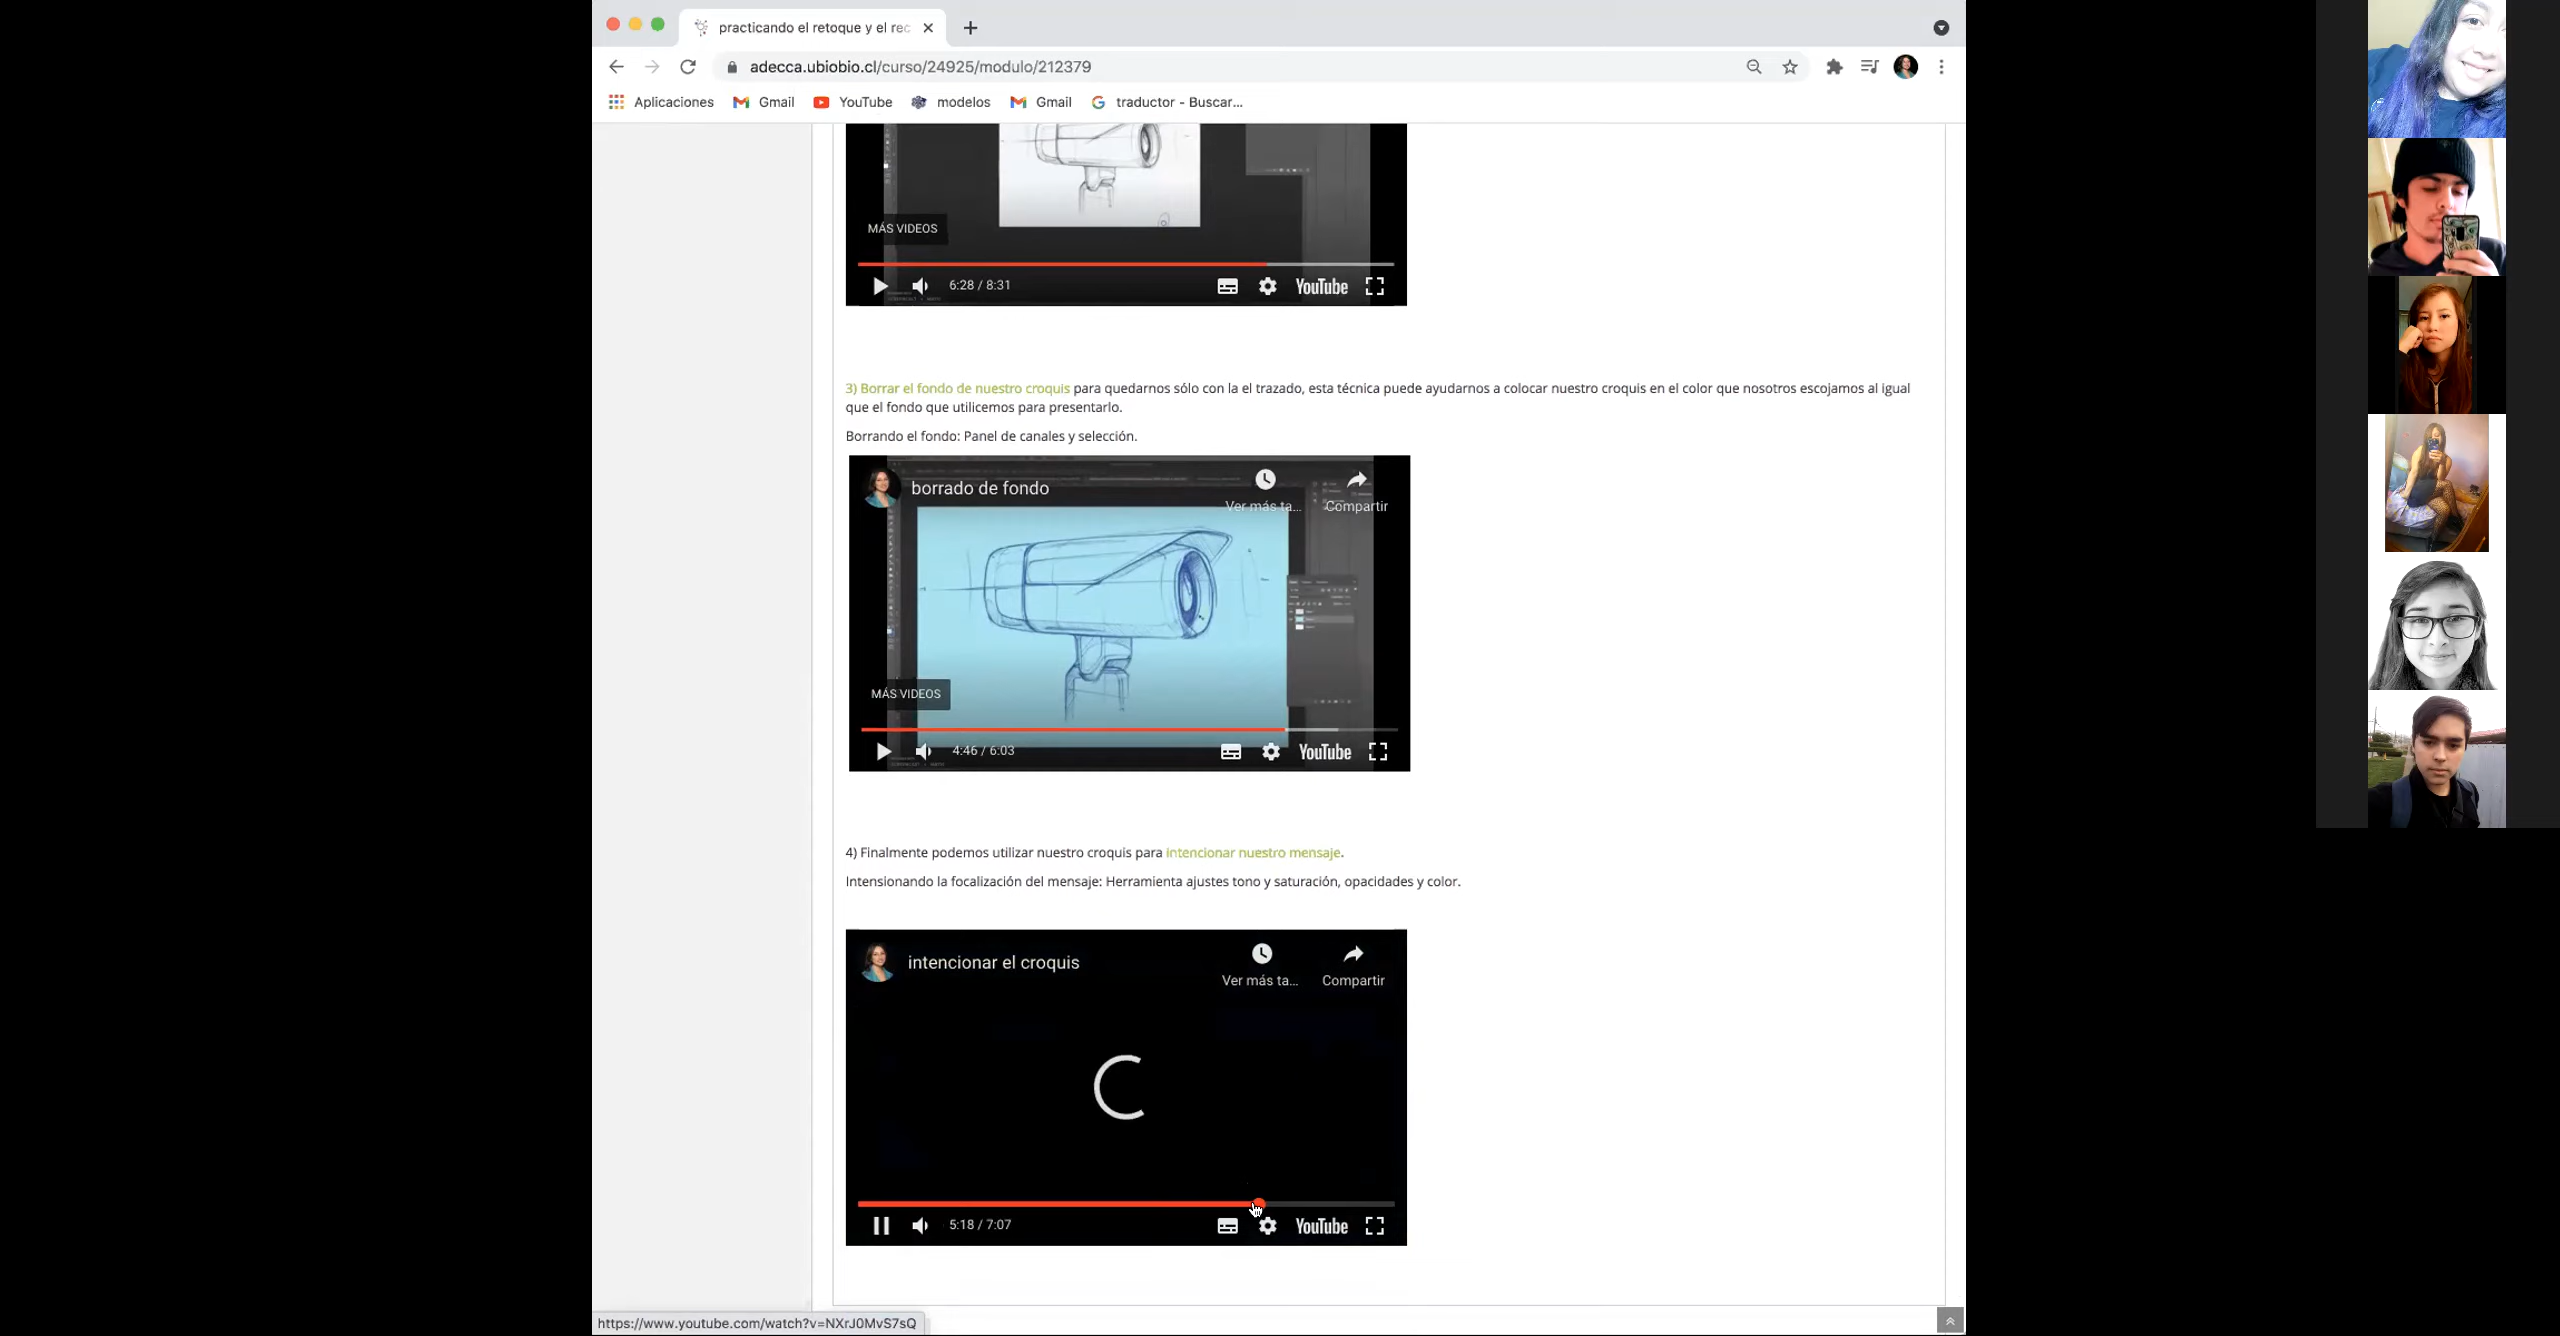 practicando el retoque y el rec
adecca.ubiobio.cl/curso/24925/modulo/212379
Aplicaciones Gmail YouTube modelos Gmail traductor - Buscar...
MÁS VIDEOS
6:28 / 8:31 YouTube
3) Borrar el fondo de nuestro croquis para quedarnos sólo con la el trazado, esta técnica puede ayudarnos a colocar nuestro croquis en el color que nosotros escojamos al igual
que el fondo que utilicemos para presentarlo.
Borrando el fondo: Panel de canales y selección.
borrado de fondo
Ver más ta... Compartir
MÁS VIDEOS
4:46 / 6:03 YouTube
4) Finalmente podemos utilizar nuestro croquis para intencionar nuestro mensaje.
Intensionando la focalización del mensaje: Herramienta ajustes tono y saturación, opacidades y color.
intencionar el croquis
Ver más ta... Compartir
5:18 / 7:07 YouTube
https://www.youtube.com/watch?v=NXrJ0MvS7sQ